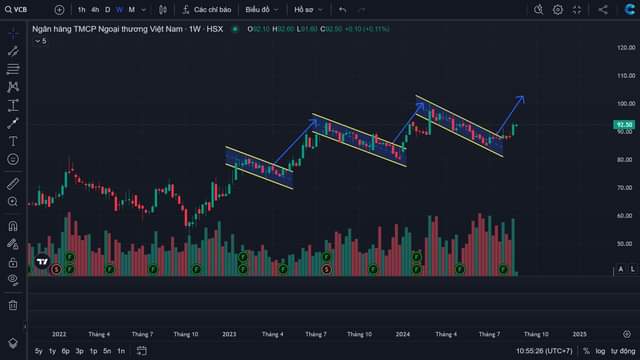 VCB 1h 4h D W M Các chỉ báo Biểu đồ Hồ sơ
Ngân hàng TMCP Ngoại thương Việt Nam · 1W · HSX O92.10 H92.60 L91.60 C92.50 +0.10 (+0.11%)
5
120.00
110.00
100.00
92.50
90.00
80.00
70.00
60.00
50.00
A L
2022 Tháng 4 Tháng 7 Tháng 10 2023 Tháng 4 Tháng 7 Tháng 10 2024 Tháng 4 Tháng 7 Tháng 10 2025
5y 1y 6p 3p 1p 5n 1n 10:55:26 (UTC+7) % log tự động